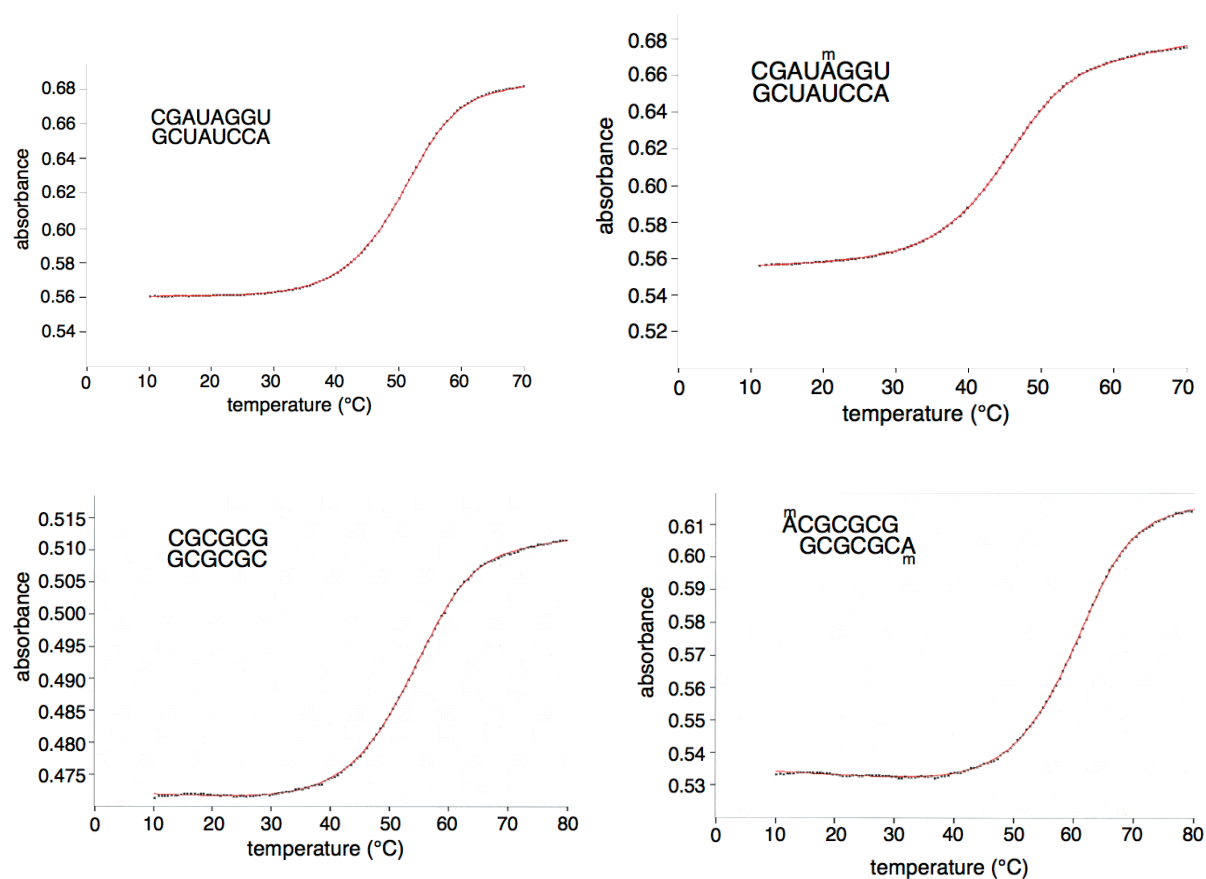 0.68
0.66
0.64
0.62
0.60
0.58
0.56
0.54
absorbance
CGAUAGGU
GCUAUCCA
0 10 20 30 40 50 60 70
temperature (°C)
0.68
0.66
0.64
0.62
0.60
0.58
0.56
0.54
0.52
absorbance
m
CGAUAGGU
GCUAUCCA
0 10 20 30 40 50 60 70
temperature (°C)
0.515
0.510
0.505
0.500
0.495
0.490
0.485
0.480
0.475
absorbance
CGCGCG
GCGCGC
0 10 20 30 40 50 60 70 80
temperature (°C)
0.61
0.60
0.59
0.58
0.57
0.56
0.55
0.54
0.53
absorbance
m
ACGCGCG
GCGCGCA
m
0 10 20 30 40 50 60 70 80
temperature (°C)